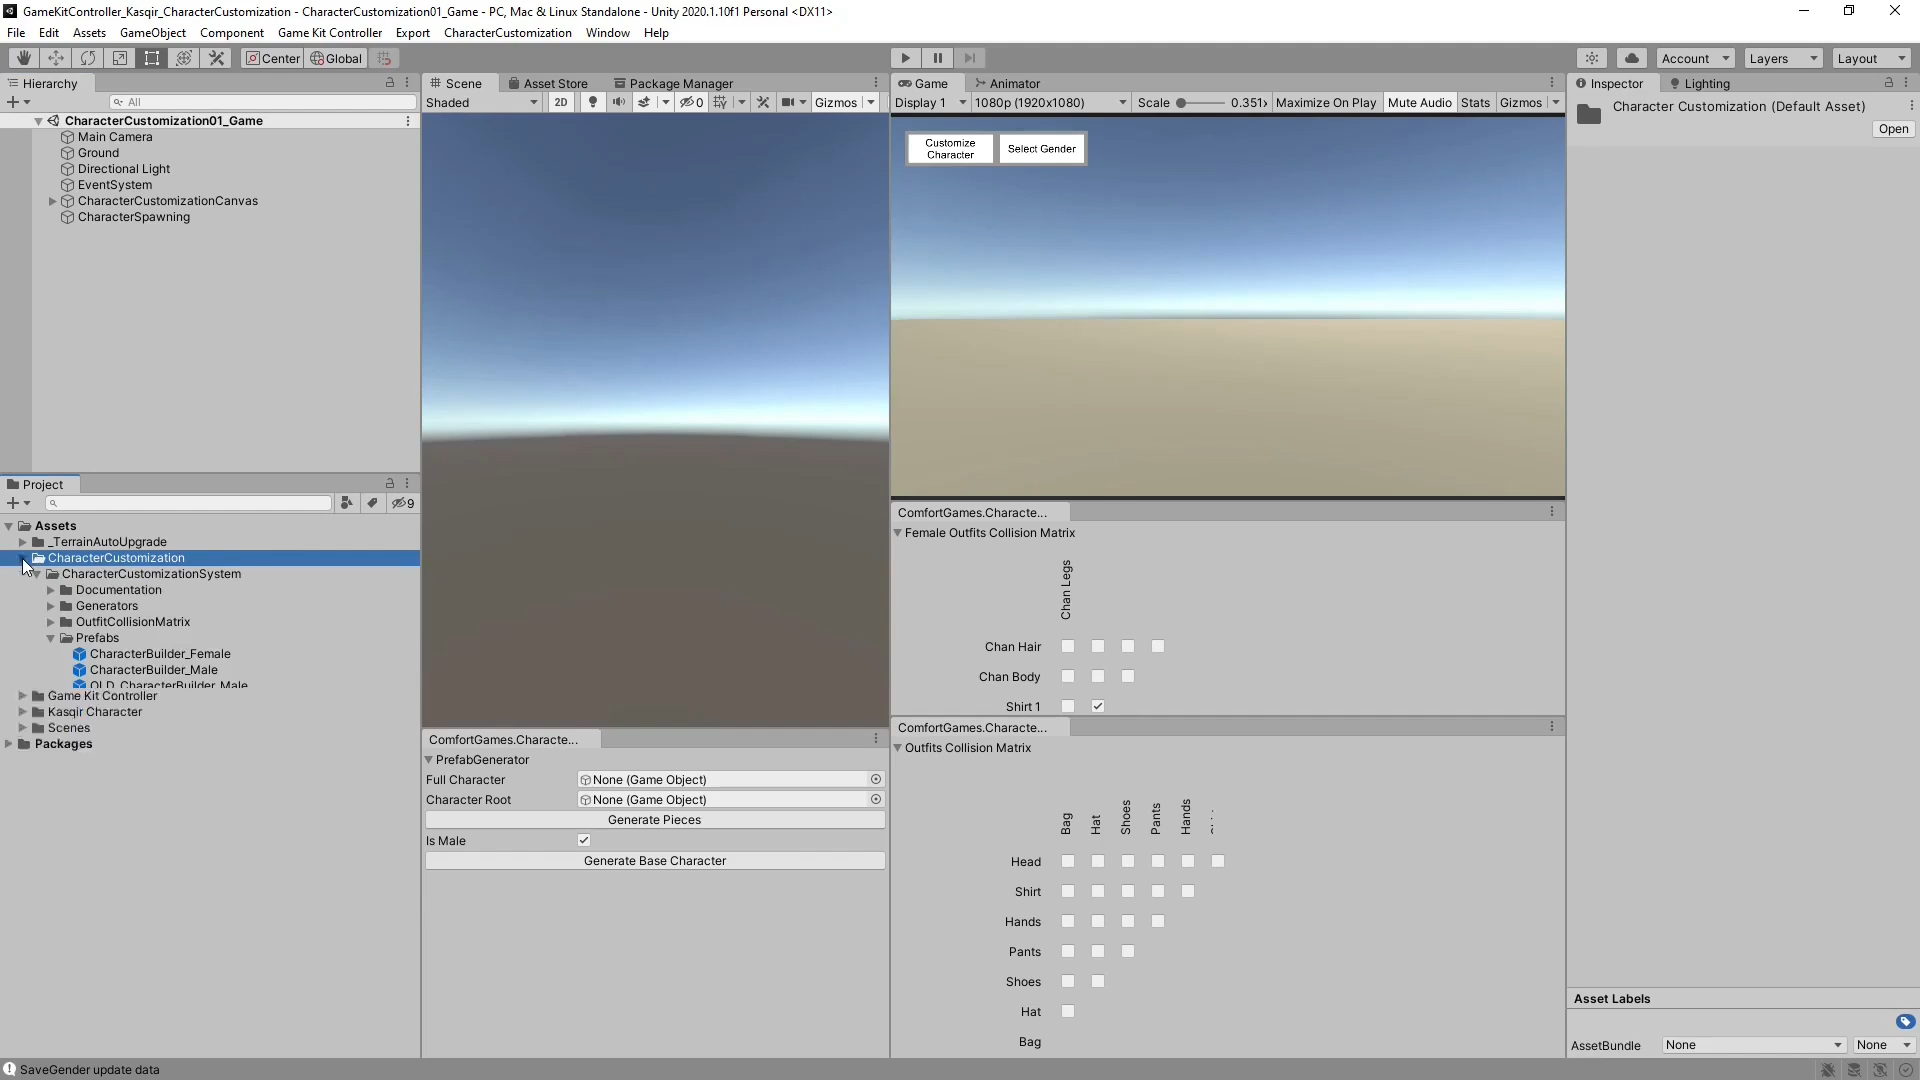 GameKitController_Kasqir_CharacterCustomization - CharacterCustomization01_Game - PC, Mac & Linux Standalone - Unity 2020.1.10f1 Personal <DX11>
File Edit Assets GameObject Component Game Kit Controller Export CharacterCustomization Window Help
Center Global Account Layers Layout
Hierarchy
All
CharacterCustomization01_Game
Main Camera
Ground
Directional Light
EventSystem
CharacterCustomizationCanvas
CharacterSpawning
Scene Asset Store Package Manager
Shaded 2D 0 Gizmos
Game Animator
Display 1 1080p (1920x1080) Scale 0.351x Maximize On Play Mute Audio Stats Gizmos
Customize
Character
Select Gender
Inspector Lighting
Character Customization (Default Asset)
Open
Project
9
Assets
_TerrainAutoUpgrade
CharacterCustomization
CharacterCustomizationSystem
Documentation
Generators
OutfitCollisionMatrix
Prefabs
CharacterBuilder_Female
CharacterBuilder_Male
OLD_CharacterBuilder_Male
Game Kit Controller
Kasqir Character
Scenes
Packages
ComfortGames.Characte...
PrefabGenerator
Full Character None (Game Object)
Character Root None (Game Object)
Generate Pieces
Is Male
Generate Base Character
ComfortGames.Characte...
Female Outfits Collision Matrix
Chan Legs
Chan Hair
Chan Body
Shirt 1
ComfortGames.Characte...
Outfits Collision Matrix
Bag Hat Shoes Pants Hands
Head
Shirt
Hands
Pants
Shoes
Hat
Bag
Asset Labels
AssetBundle None None
SaveGender update data